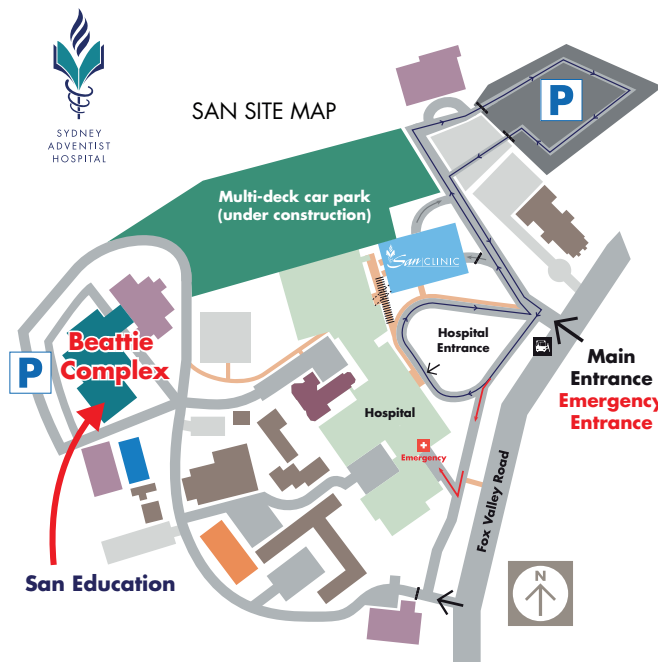 SYDNEY
ADVENTIST
HOSPITAL
SAN SITE MAP
P
Multi-deck car park
(under construction)
San CLINIC
Hospital
Entrance
Main
Entrance
Emergency
Entrance
Beattie
Complex
P
Hospital
Emergency
Fox Valley Road
San Education
N